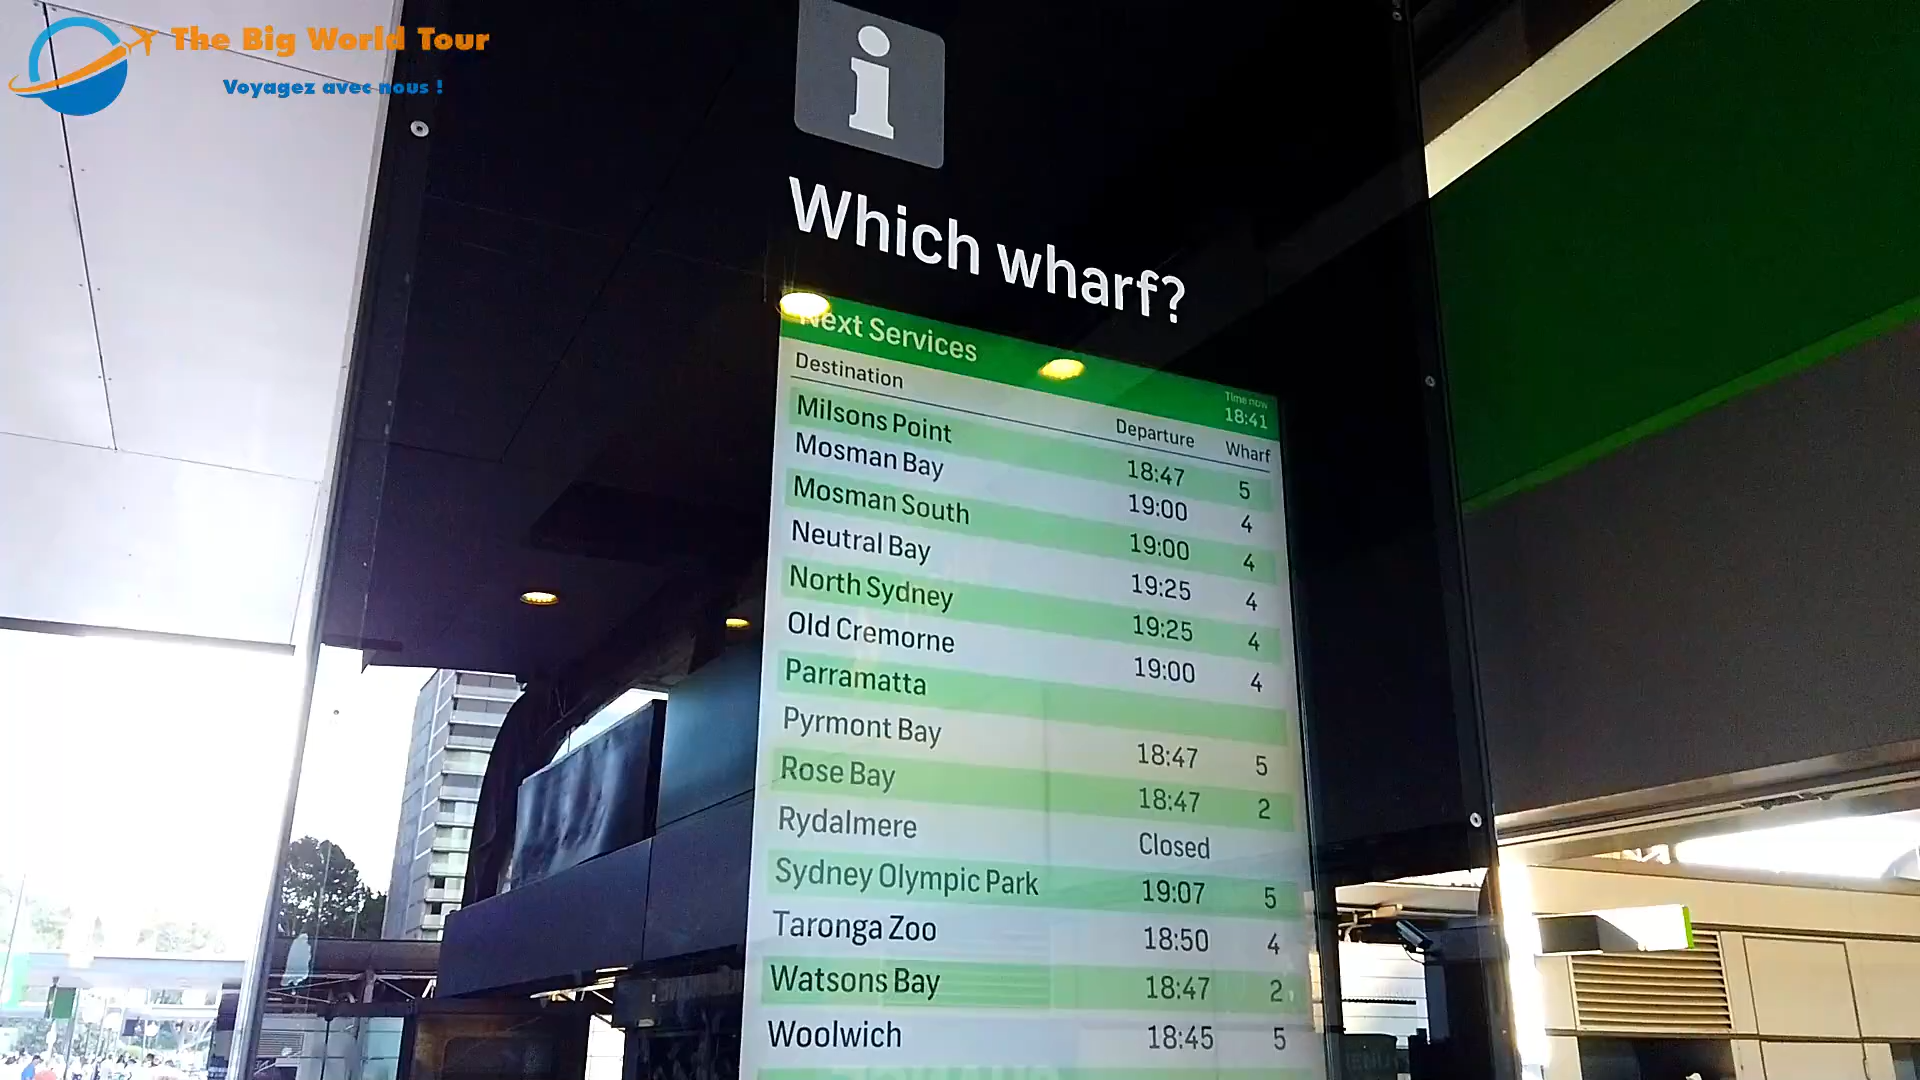 The Big World Tour
Voyagez avec nous !
i
Which wharf?
Next Services
Time now
18:41
Destination Departure Wharf
Milsons Point 18:47 5
Mosman Bay 19:00 4
Mosman South 19:00 4
Neutral Bay 19:25 4
North Sydney 19:25 4
Old Cremorne 19:00 4
Parramatta
Pyrmont Bay 18:47 5
Rose Bay 18:47 2
Rydalmere Closed
Sydney Olympic Park 19:07 5
Taronga Zoo 18:50 4
Watsons Bay 18:47 2
Woolwich 18:45 5